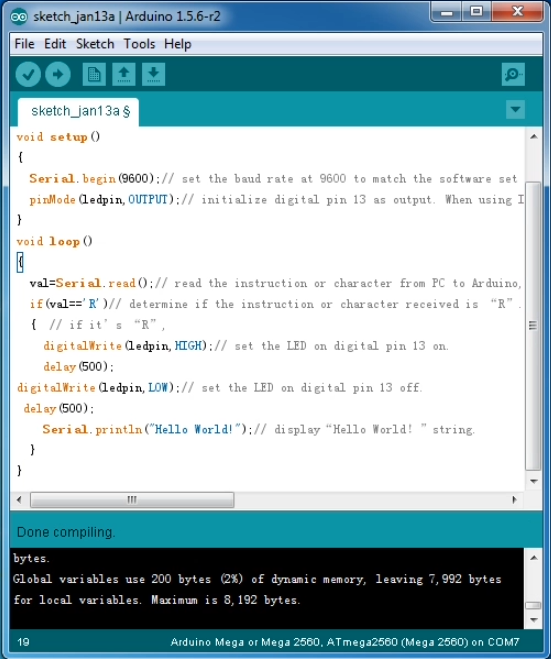 sketch_jan13a | Arduino 1.5.6-r2
File Edit Sketch Tools Help
sketch_jan13a §
void setup()
{
Serial.begin(9600);// set the baud rate at 9600 to match the software set
pinMode(ledpin,OUTPUT);// initialize digital pin 13 as output. When using I
}
void loop()
{
val=Serial.read();// read the instruction or character from PC to Arduino,
if(val=='R')// determine if the instruction or character received is “R”.
{ // if it's “R”,
digitalWrite(ledpin,HIGH);// set the LED on digital pin 13 on.
delay(500);
digitalWrite(ledpin,LOW);// set the LED on digital pin 13 off.
delay(500);
Serial.println("Hello World!");// display“Hello World! ” string.
}
}
Done compiling.
bytes.
Global variables use 200 bytes (2%) of dynamic memory, leaving 7,992 bytes
for local variables. Maximum is 8,192 bytes.
19 Arduino Mega or Mega 2560, ATmega2560 (Mega 2560) on COM7